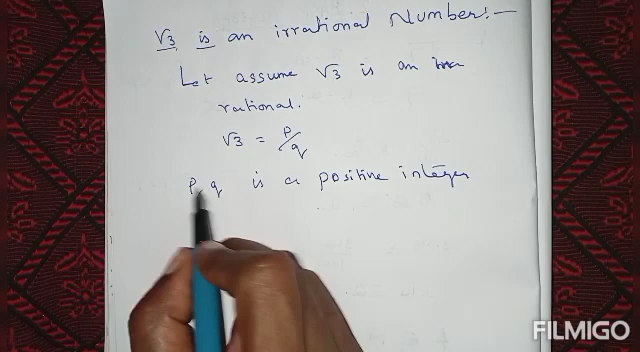 √3 is an irrational Number:-
Let assume √3 is an
rational.
√3 = p/q
p, q is a positive integer
FILMIGO